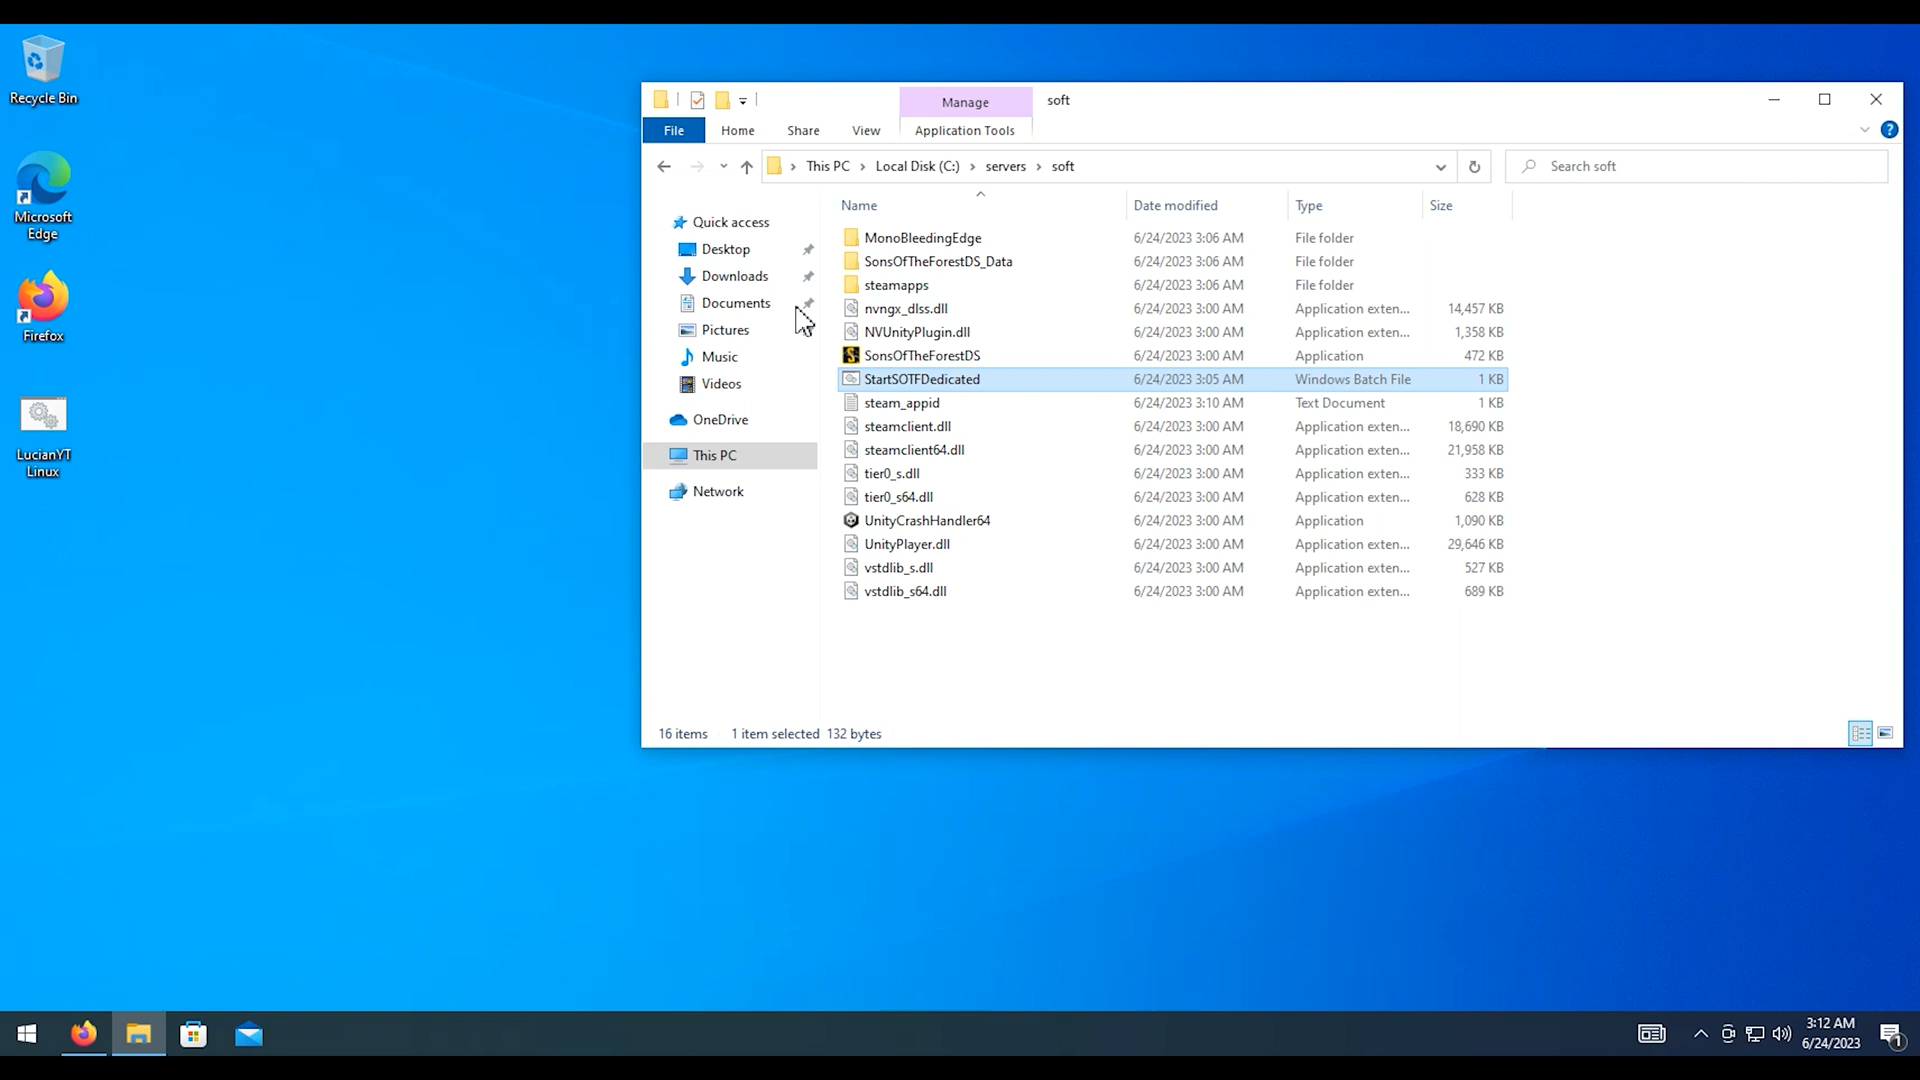 Recycle Bin
Microsoft
Edge
Firefox
LucianYT
Linux
Manage
soft
File
Home
Share
View
Application Tools
This PC
Local Disk (C:)
servers
soft
Search soft
Quick access
Desktop
Downloads
Documents
Pictures
Music
Videos
OneDrive
This PC
Network
Name Date modified Type Size
MonoBleedingEdge 6/24/2023 3:06 AM File folder
SonsOfTheForestDS_Data 6/24/2023 3:06 AM File folder
steamapps 6/24/2023 3:06 AM File folder
nvngx_dlss.dll 6/24/2023 3:00 AM Application exten... 14,457 KB
NVUnityPlugin.dll 6/24/2023 3:00 AM Application exten... 1,358 KB
SonsOfTheForestDS 6/24/2023 3:00 AM Application 472 KB
StartSOTFDedicated 6/24/2023 3:05 AM Windows Batch File 1 KB
steam_appid 6/24/2023 3:10 AM Text Document 1 KB
steamclient.dll 6/24/2023 3:00 AM Application exten... 18,690 KB
steamclient64.dll 6/24/2023 3:00 AM Application exten... 21,958 KB
tier0_s.dll 6/24/2023 3:00 AM Application exten... 333 KB
tier0_s64.dll 6/24/2023 3:00 AM Application exten... 628 KB
UnityCrashHandler64 6/24/2023 3:00 AM Application 1,090 KB
UnityPlayer.dll 6/24/2023 3:00 AM Application exten... 29,646 KB
vstdlib_s.dll 6/24/2023 3:00 AM Application exten... 527 KB
vstdlib_s64.dll 6/24/2023 3:00 AM Application exten... 689 KB
16 items 1 item selected 132 bytes
3:12 AM
6/24/2023
1